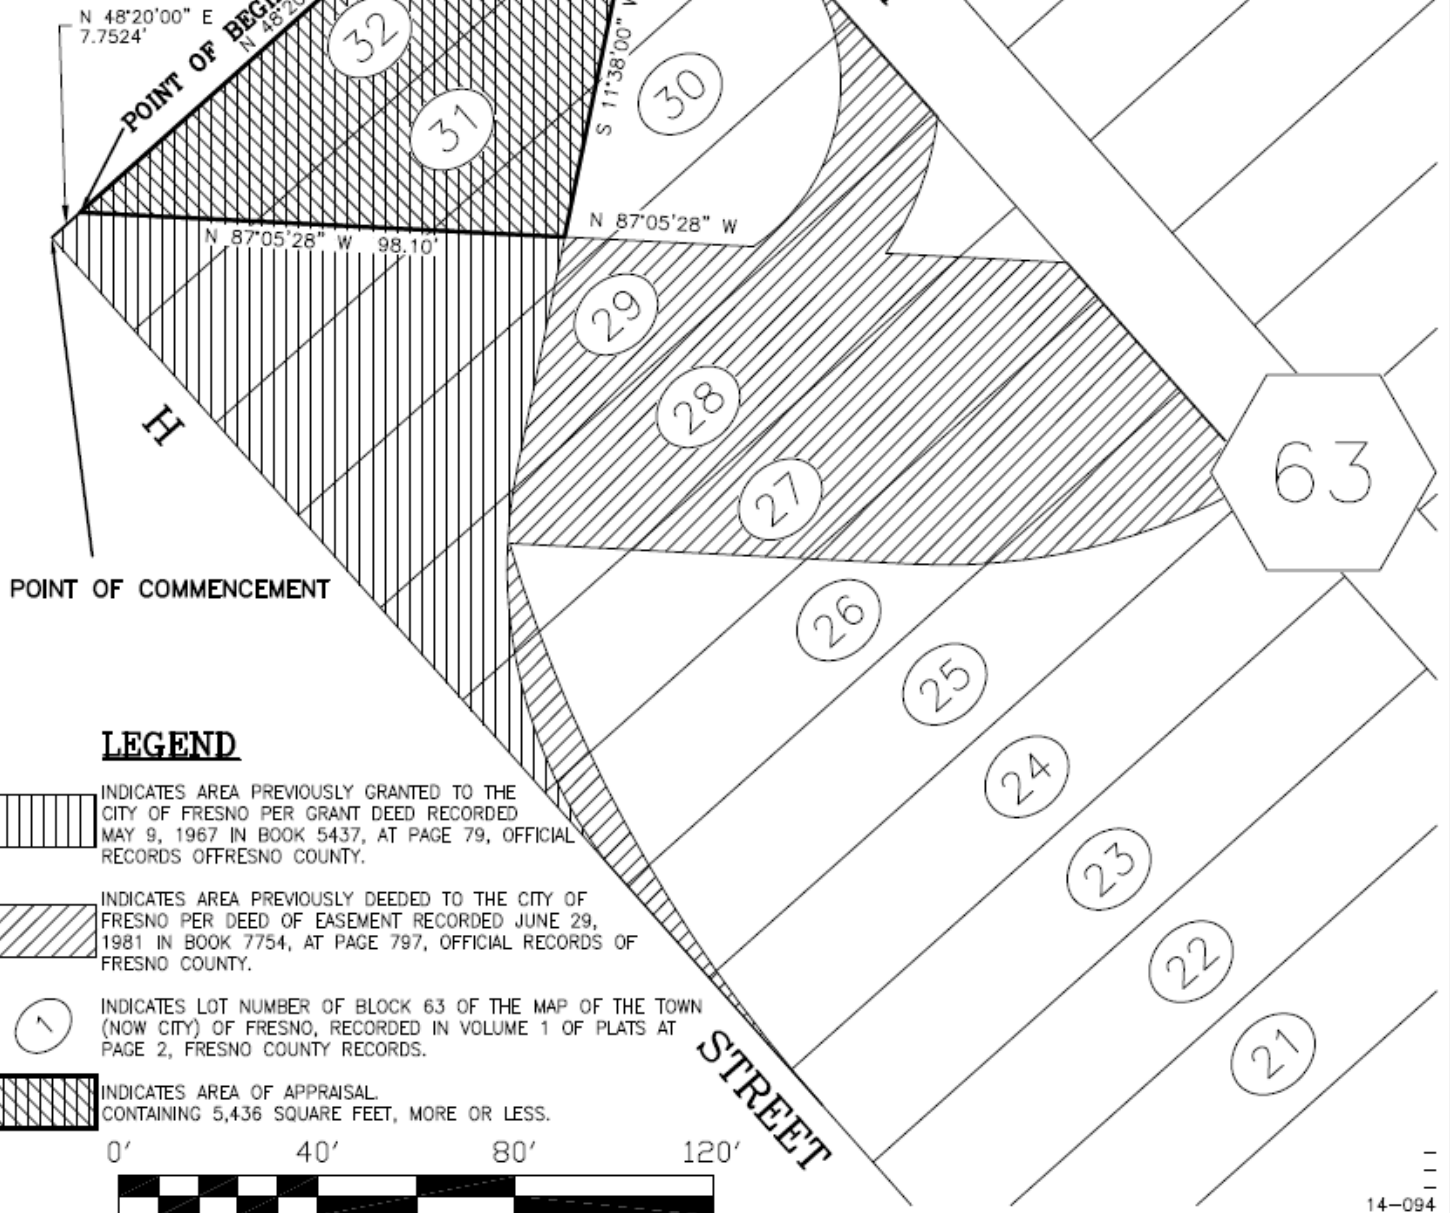 N 48°20'00" E
7.7524'
POINT OF BEG
N 48°20
32
31
30
S 11°38'00"
N 87°05'28" W
N 87°05'28" W 98.10'
29
28
27
63
H
POINT OF COMMENCEMENT
26
25
24
23
22
21
LEGEND
INDICATES AREA PREVIOUSLY GRANTED TO THE
CITY OF FRESNO PER GRANT DEED RECORDED
MAY 9, 1967 IN BOOK 5437, AT PAGE 79, OFFICIAL
RECORDS OFFRESNO COUNTY.
INDICATES AREA PREVIOUSLY DEEDED TO THE CITY OF
FRESNO PER DEED OF EASEMENT RECORDED JUNE 29,
1981 IN BOOK 7754, AT PAGE 797, OFFICIAL RECORDS OF
FRESNO COUNTY.
1
INDICATES LOT NUMBER OF BLOCK 63 OF THE MAP OF THE TOWN
(NOW CITY) OF FRESNO, RECORDED IN VOLUME 1 OF PLATS AT
PAGE 2, FRESNO COUNTY RECORDS.
INDICATES AREA OF APPRAISAL.
CONTAINING 5,436 SQUARE FEET, MORE OR LESS.
STREET
0' 40' 80' 120'
14-094